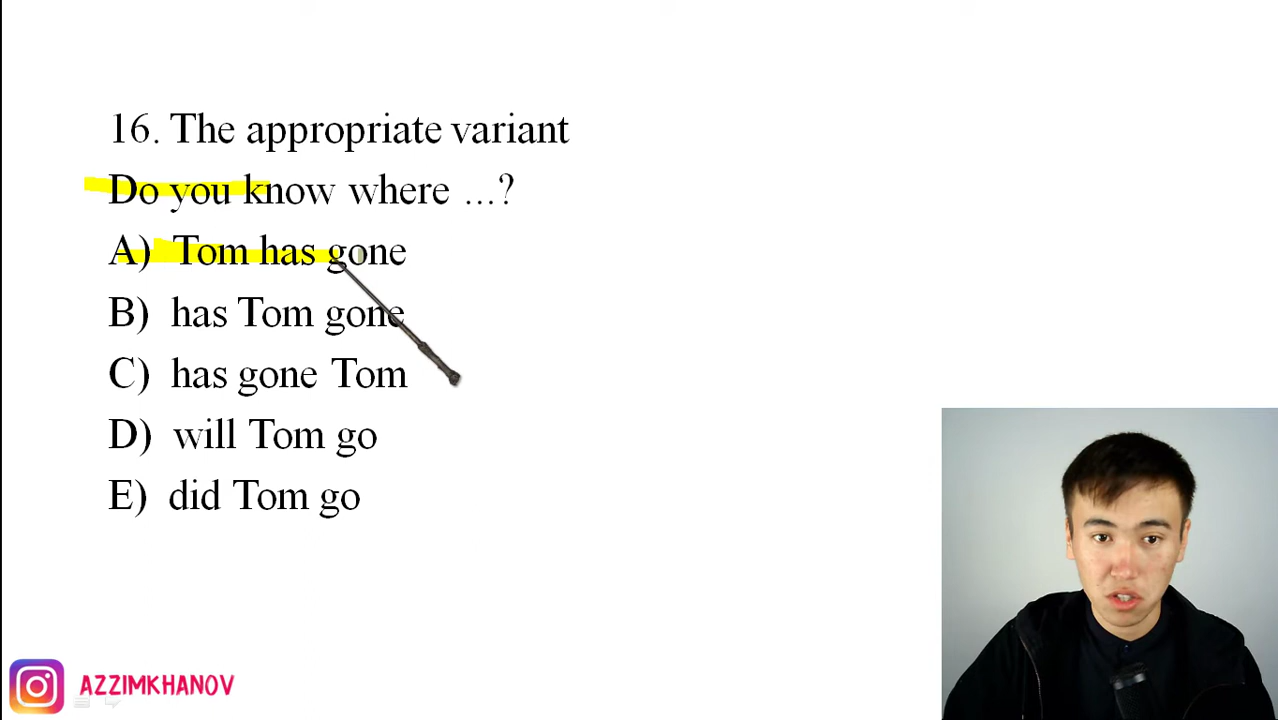 16. The appropriate variant
Do you know where ...?
A) Tom has gone
B) has Tom gone
C) has gone Tom
D) will Tom go
E) did Tom go
AZZIMKHANOV